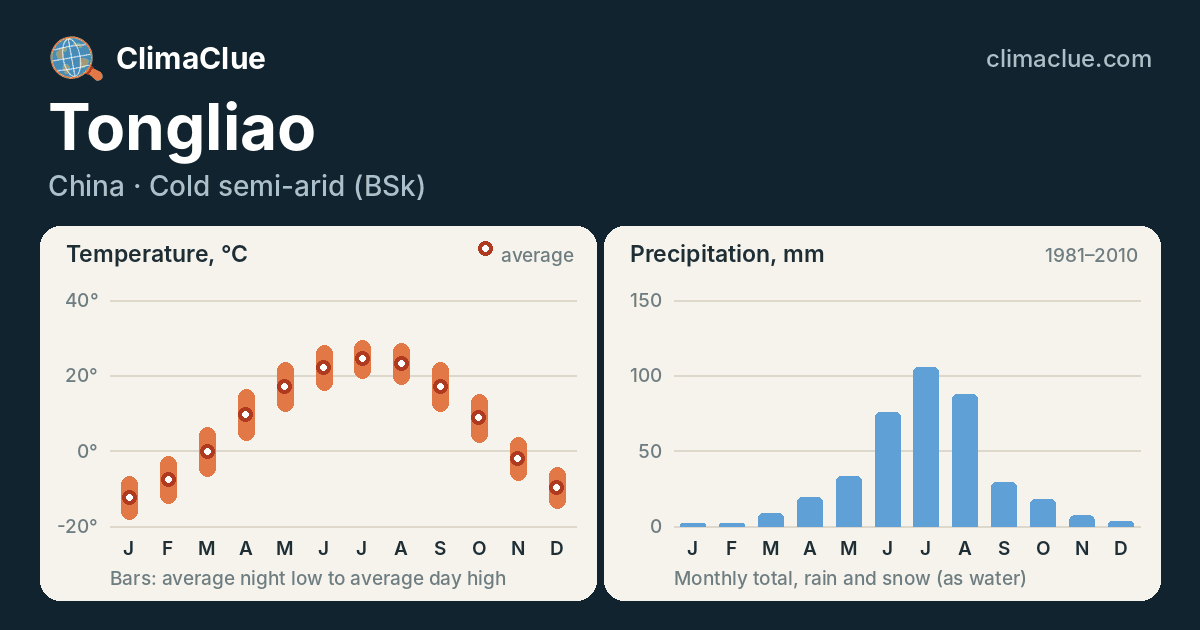 ClimaClue
climaclue.com
Tongliao
China · Cold semi-arid (BSk)
Temperature, °C
average
40°
20°
0°
-20°
J F M A M J J A S O N D
Bars: average night low to average day high
Precipitation, mm
1981–2010
150
100
50
0
J F M A M J J A S O N D
Monthly total, rain and snow (as water)